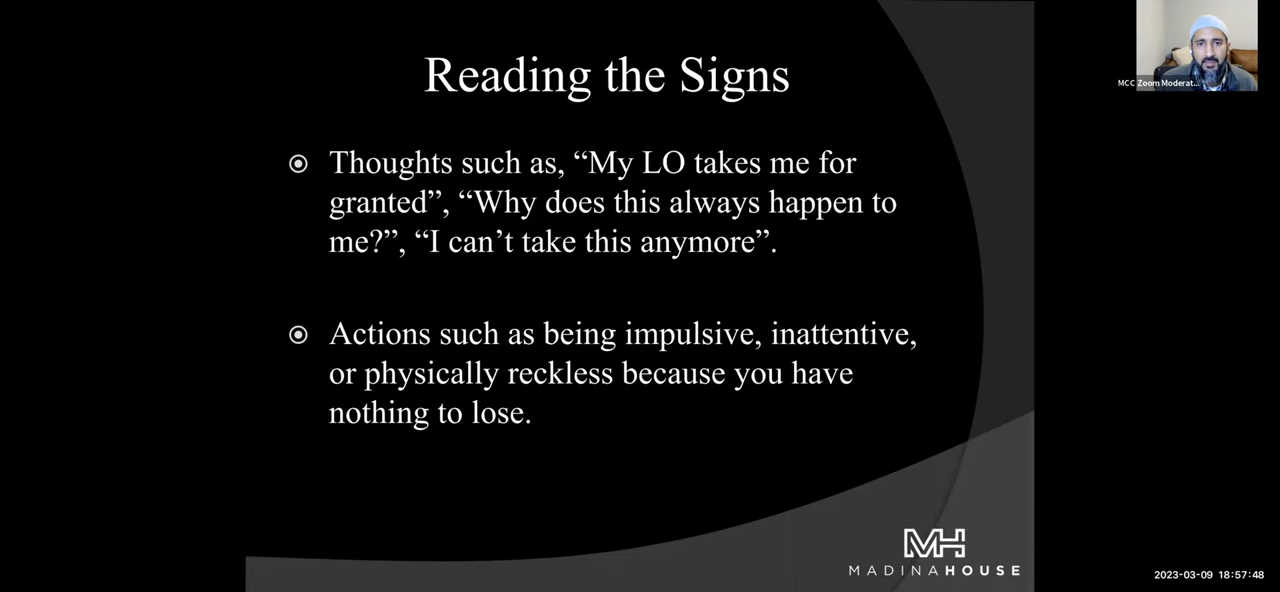 Reading the Signs
MCC Zoom Moderat...
Thoughts such as, “My LO takes me for
granted”, “Why does this always happen to
me?”, “I can’t take this anymore”.
Actions such as being impulsive, inattentive,
or physically reckless because you have
nothing to lose.
MH
MADINAHOUSE
2023-03-09 18:57:48